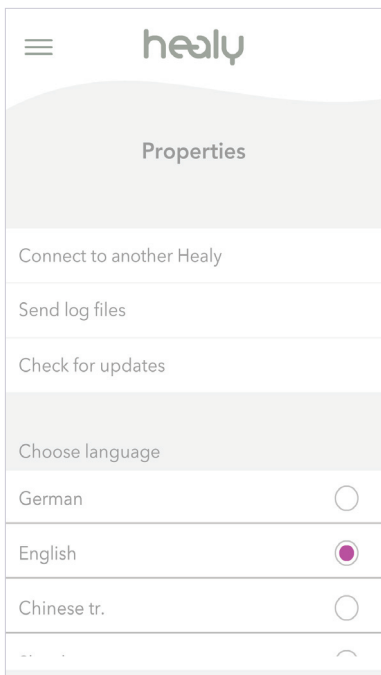 healy
Properties
Connect to another Healy
Send log files
Check for updates
Choose language
German
English
Chinese tr.